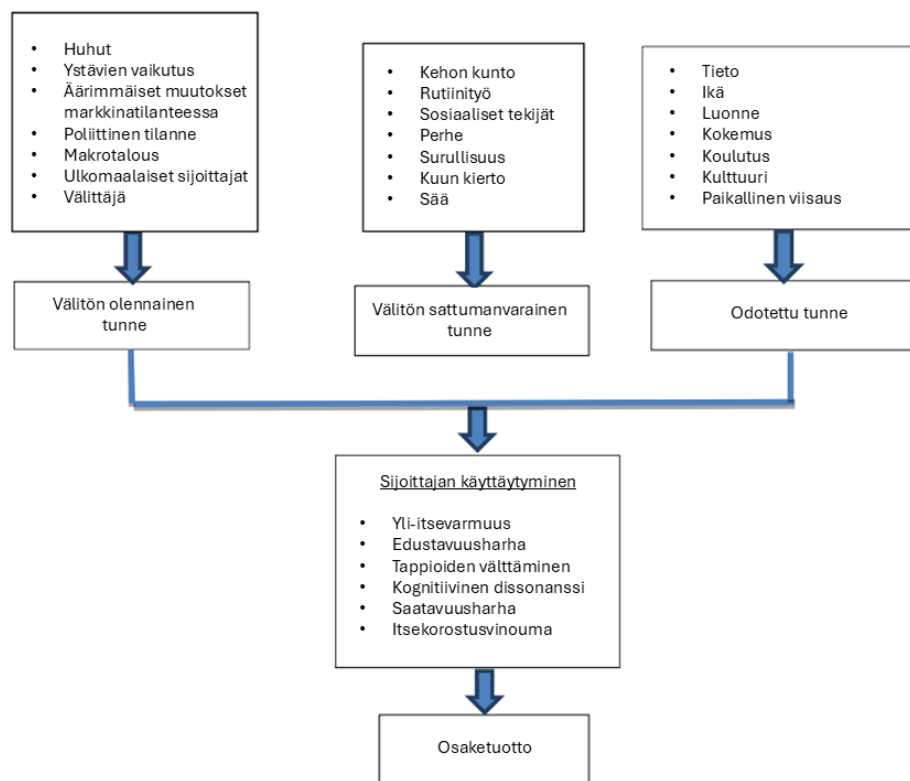 • Huhut
• Ystävien vaikutus
• Äärimmäiset muutokset
markkinatilanteessa
• Poliittinen tilanne
• Makrotalous
• Ulkomaalaiset sijoittajat
• Välittäjä
• Kehon kunto
• Rutiinityö
• Sosiaaliset tekijät
• Perhe
• Surullisuus
• Kuun kierto
• Sää
• Tieto
• Ikä
• Luonne
• Kokemus
• Koulutus
• Kulttuuri
• Paikallinen viisaus
Välitön olennainen
tunne
Välitön sattumanvarainen
tunne
Odotettu tunne
Sijoittajan käyttäytyminen
• Yli-itsevarmuus
• Edustavuusharha
• Tappioiden välttäminen
• Kognitiivinen dissonanssi
• Saatavuusharha
• Itsekorostusvinouma
Osaketuotto